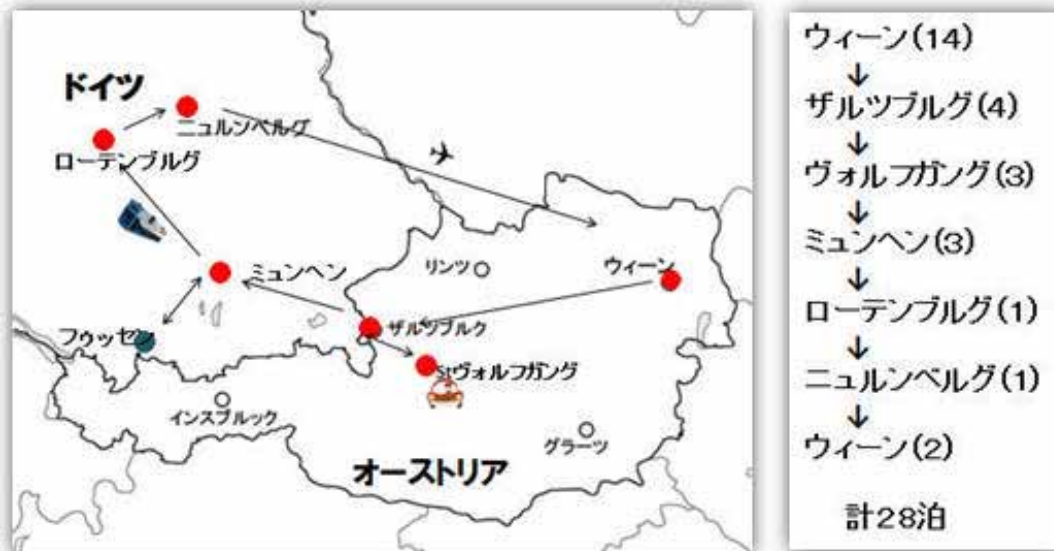 ドイツ
ニュルンベルグ
ローテンブルグ
リンツ
ウィーン
ミュンヘン
フゥッセン
ザルツブルク
Stヴォルフガング
インスブルック
グラーツ
オーストリア
ウィーン(14)
↓
ザルツブルグ(4)
↓
ヴォルフガング(3)
↓
ミュンヘン(3)
↓
ローテンブルグ(1)
↓
ニュルンベルグ(1)
↓
ウィーン(2)
計28泊